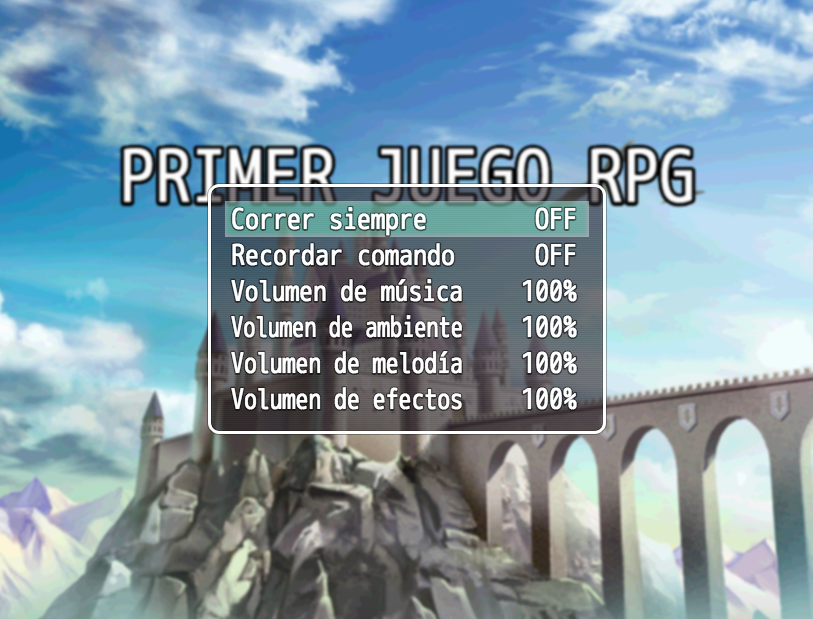 PRIMER JUEGO RPG
Correr siempre OFF
Recordar comando OFF
Volumen de música 100%
Volumen de ambiente 100%
Volumen de melodía 100%
Volumen de efectos 100%